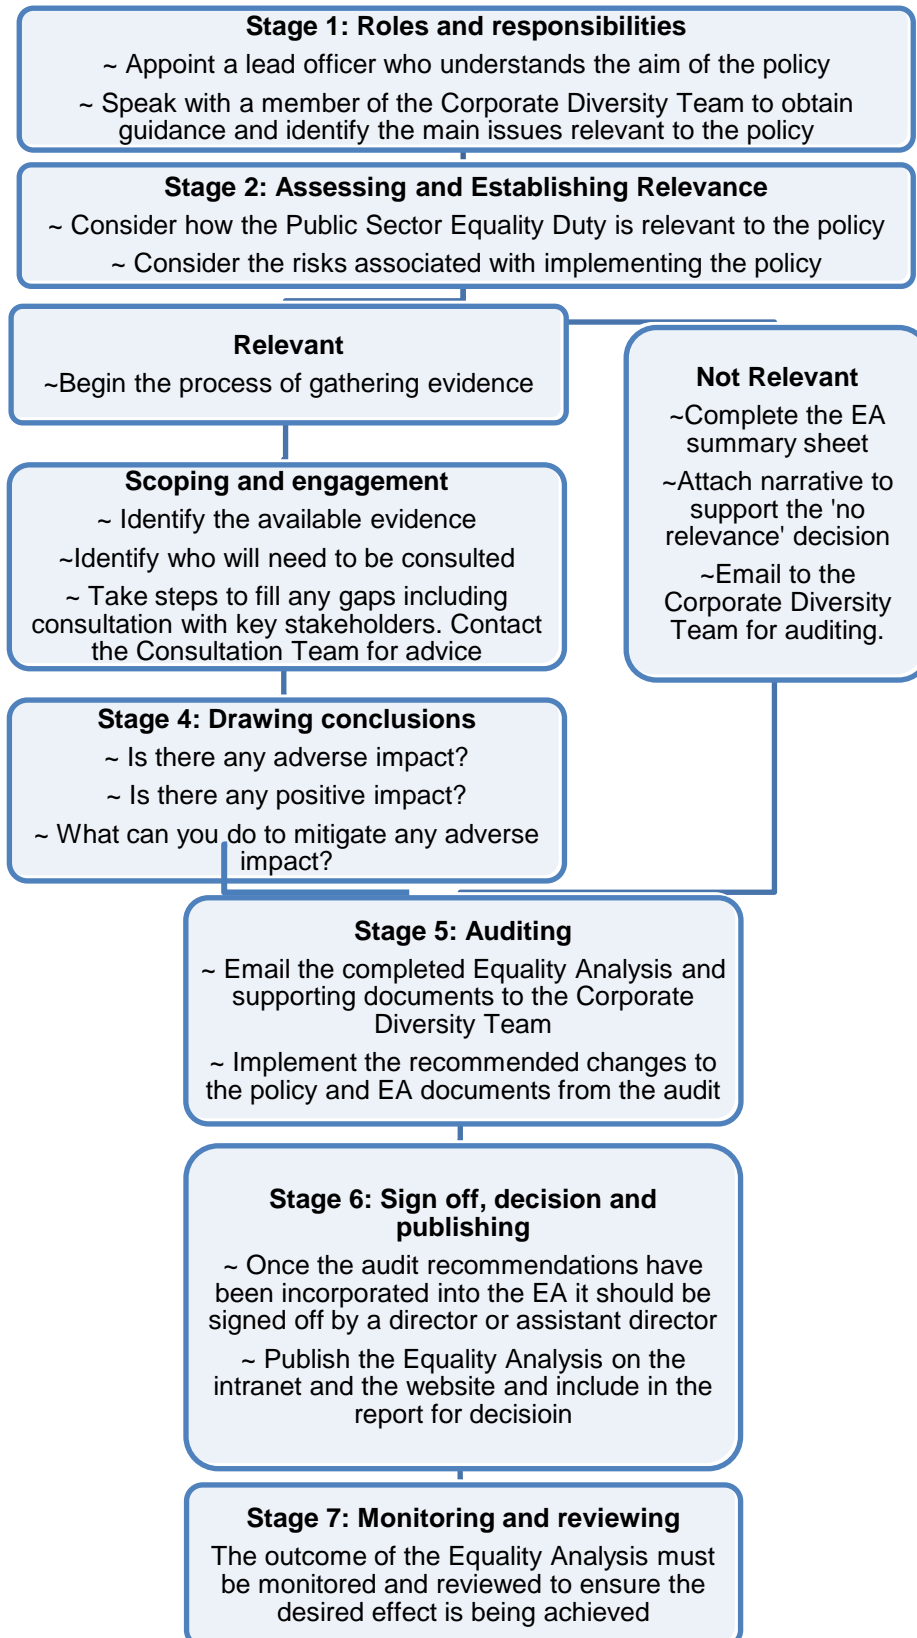 Stage 1: Roles and responsibilities
~ Appoint a lead officer who understands the aim of the policy
~ Speak with a member of the Corporate Diversity Team to obtain
guidance and identify the main issues relevant to the policy
Stage 2: Assessing and Establishing Relevance
~ Consider how the Public Sector Equality Duty is relevant to the policy
~ Consider the risks associated with implementing the policy
Relevant
~Begin the process of gathering evidence
Not Relevant
~Complete the EA
summary sheet
~Attach narrative to
support the 'no
relevance' decision
~Email to the
Corporate Diversity
Team for auditing.
Scoping and engagement
~ Identify the available evidence
~Identify who will need to be consulted
~ Take steps to fill any gaps including
consultation with key stakeholders. Contact
the Consultation Team for advice
Stage 4: Drawing conclusions
~ Is there any adverse impact?
~ Is there any positive impact?
~ What can you do to mitigate any adverse
impact?
Stage 5: Auditing
~ Email the completed Equality Analysis and
supporting documents to the Corporate
Diversity Team
~ Implement the recommended changes to
the policy and EA documents from the audit
Stage 6: Sign off, decision and
publishing
~ Once the audit recommendations have
been incorporated into the EA it should be
signed off by a director or assistant director
~ Publish the Equality Analysis on the
intranet and the website and include in the
report for decisioin
Stage 7: Monitoring and reviewing
The outcome of the Equality Analysis must
be monitored and reviewed to ensure the
desired effect is being achieved